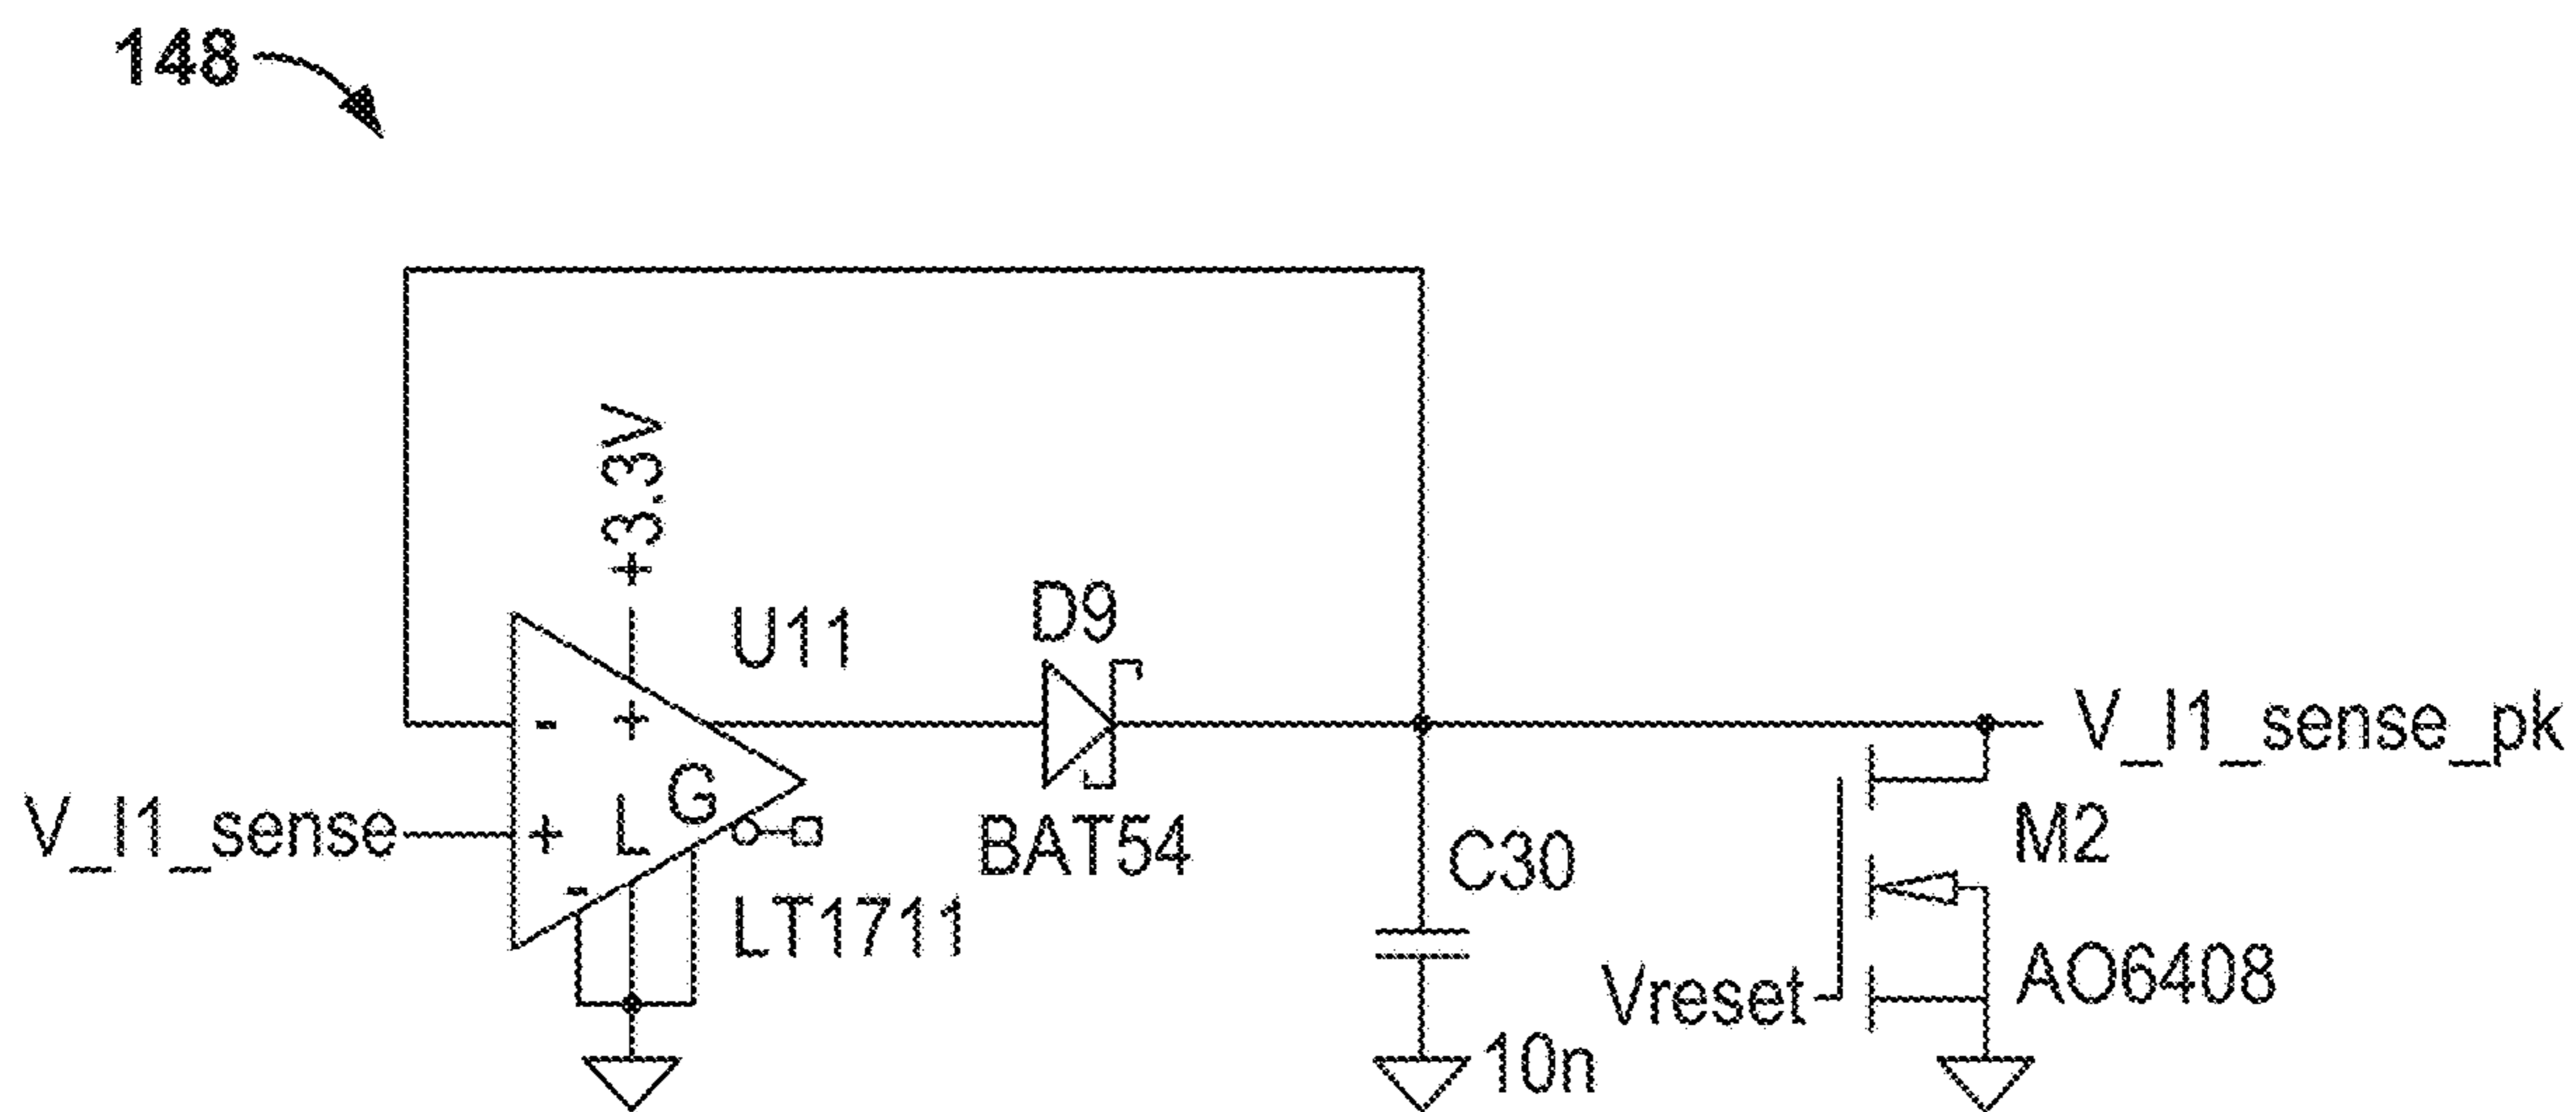 148
+3.3V
U11
D9
-
+
V_I1_sense
+
L
G
-
LT1711
BAT54
V_I1_sense_pk
C30
10n
M2
Vreset
AO6408